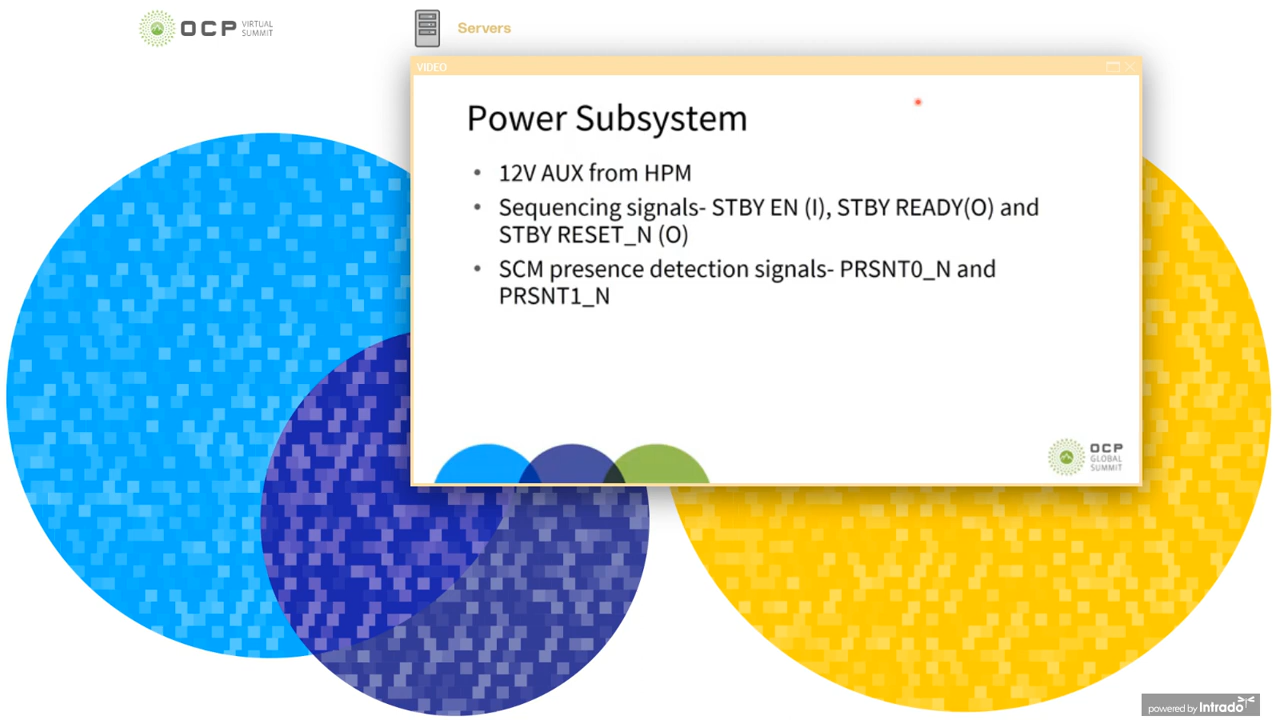 OCP VIRTUAL SUMMIT
Servers
VIDEO
Power Subsystem
• 12V AUX from HPM
• Sequencing signals- STBY EN (I), STBY READY(O) and
STBY RESET_N (O)
• SCM presence detection signals- PRSNT0_N and
PRSNT1_N
OCP
GLOBAL
SUMMIT
powered by Intrado